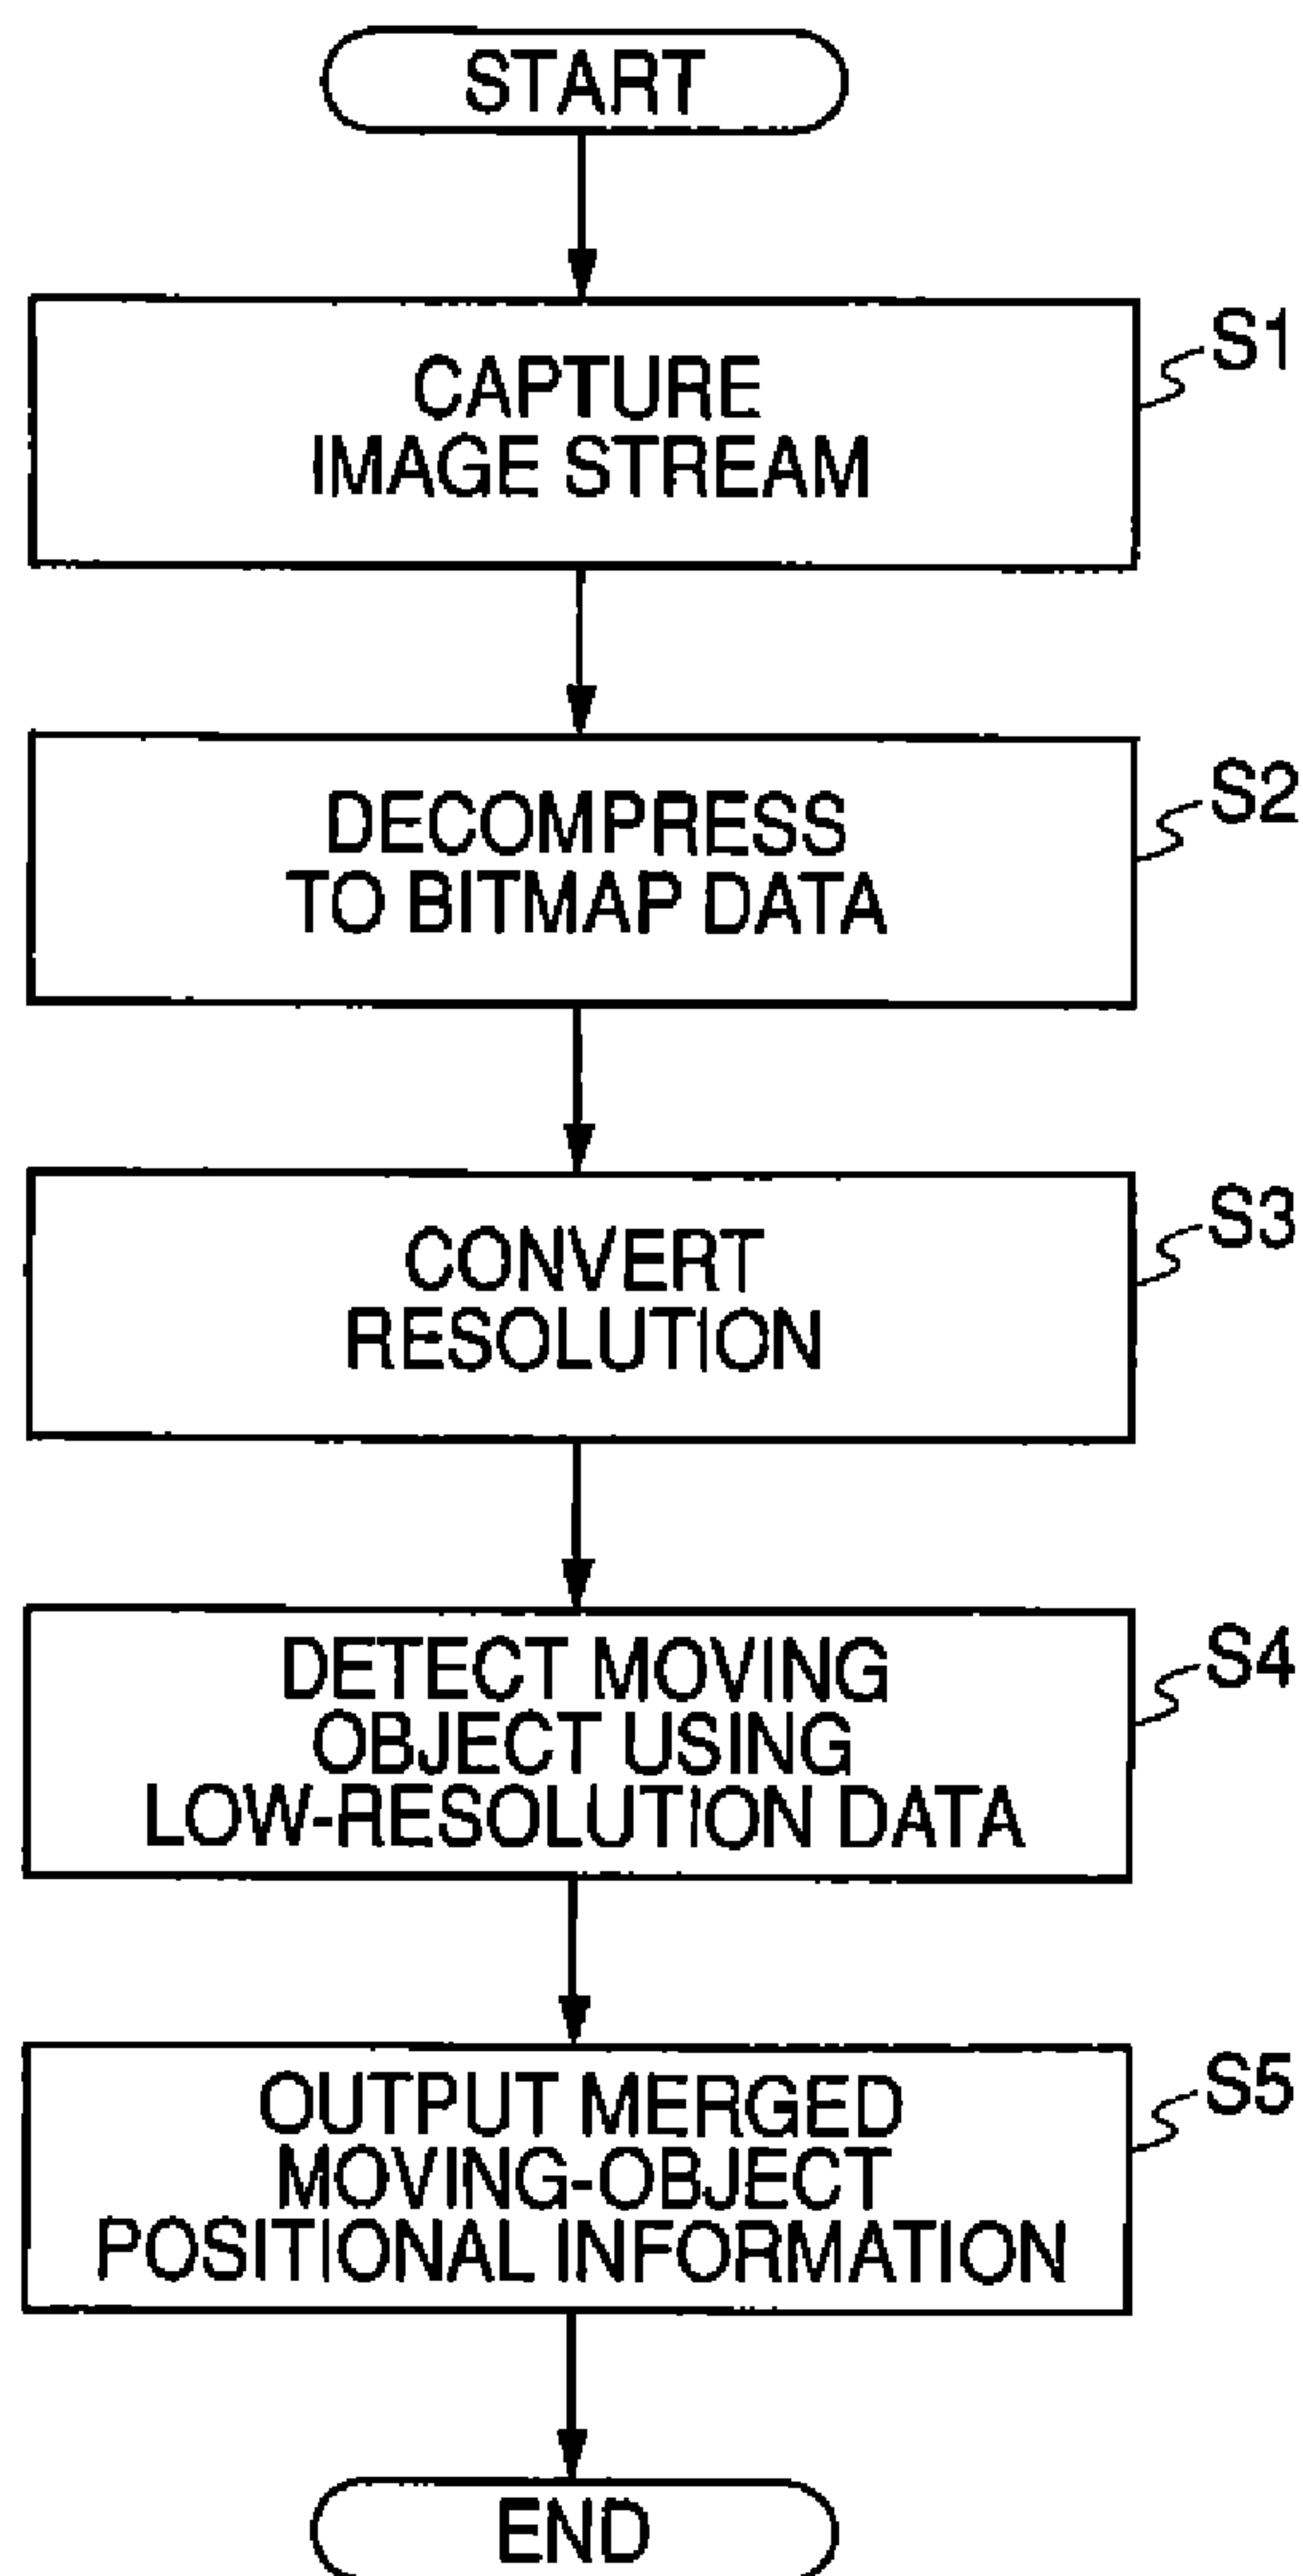 START
CAPTURE
IMAGE STREAM
S1
DECOMPRESS
TO BITMAP DATA
S2
CONVERT
RESOLUTION
S3
DETECT MOVING
OBJECT USING
LOW-RESOLUTION DATA
S4
OUTPUT MERGED
MOVING-OBJECT
POSITIONAL INFORMATION
S5
END